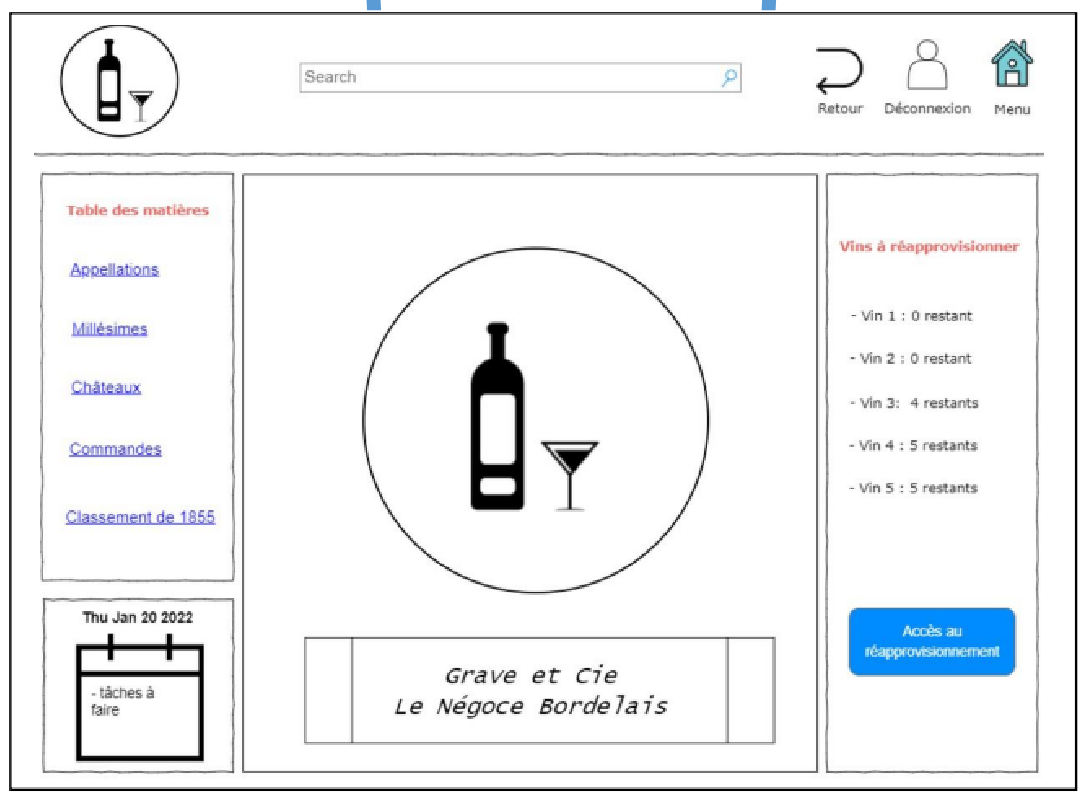 Search
Retour
Déconnexion
Menu
Table des matières
Appellations
Millésimes
Châteaux
Commandes
Classement de 1855
Thu Jan 20 2022
- tâches à
faire
Grave et Cie
Le Négoce Bordelais
Vins à réapprovisionner
- Vin 1 : 0 restant
- Vin 2 : 0 restant
- Vin 3:  4 restants
- Vin 4 : 5 restants
- Vin 5 : 5 restants
Accès au
réapprovisionnement